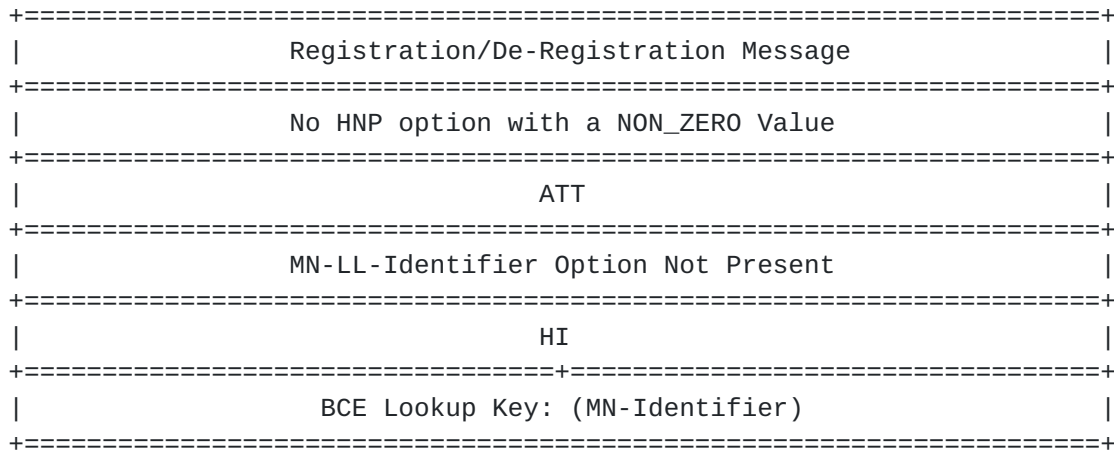 +=====================================================================+
|                 Registration/De-Registration Message                |
+=====================================================================+
|                 No HNP option with a NON_ZERO Value                 |
+=====================================================================+
|                                 ATT                                 |
+=====================================================================+
|                 MN-LL-Identifier Option Not Present                 |
+=====================================================================+
|                                 HI                                  |
+==================================+==================================+
|                   BCE Lookup Key: (MN-Identifier)                   |
+=====================================================================+